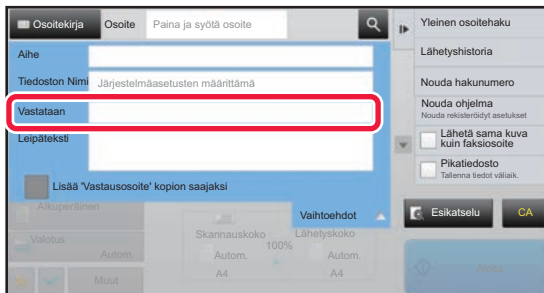 Osoitekirja Osoite Paina ja syötä osoite
Aihe
Tiedoston Nimi Järjestelmäasetusten määrittämä
Vastataan
Leipäteksti
Lisää 'Vastausosoite' kopion saajaksi
Vaihtoehdot
Alkuperäinen
Valotus
Autom.
Muut
Skannauskoko
Autom.
A4
100%
Lähetyskoko
Autom.
A4
Yleinen osoitehaku
Lähetyshistoria
Nouda hakunumero
Nouda ohjelma
Nouda rekisteröidyt asetukset
Lähetä sama kuva
kuin faksiosoite
Pikatiedosto
Tallenna tiedot väliaik.
Esikatselu CA
Aloita